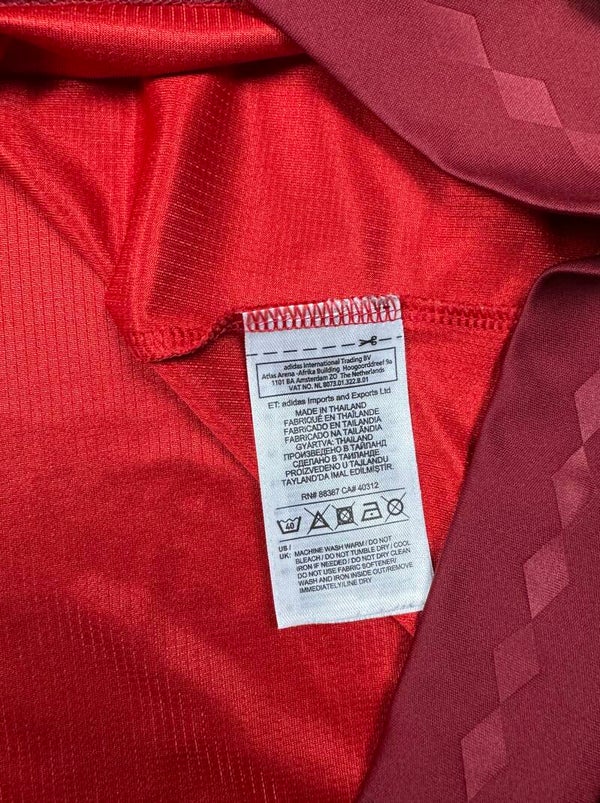 adidas International Trading BV
Atlas Arena -Afrika Building Hoogoorddreef 9a
1101 BA Amsterdam ZO The Netherlands
VAT NO. NL 8073.01.322.B.01
ET: adidas Imports and Exports Ltd
MADE IN THAILAND
FABRIQUÉ EN THAÏLANDE
FABRICADO EN TAILANDIA
FABRICADO NA TAILÂNDIA
GYÁRTVA: THAILAND
ПРОИЗВЕДЕНО В ТАЙЛАНД
СДЕЛАНО В ТАИЛАНДЕ
PROIZVEDENO U TAJLANDU
TAYLAND'DA IMAL EDİLMİŞTİR.
RN# 88387 CA# 40312
40
US /
UK: MACHINE WASH WARM / DO NOT
BLEACH / DO NOT TUMBLE DRY / COOL
IRON IF NEEDED / DO NOT DRY CLEAN
DO NOT USE FABRIC SOFTENER/
WASH AND IRON INSIDE OUT/REMOVE
IMMEDIATELY/LINE DRY